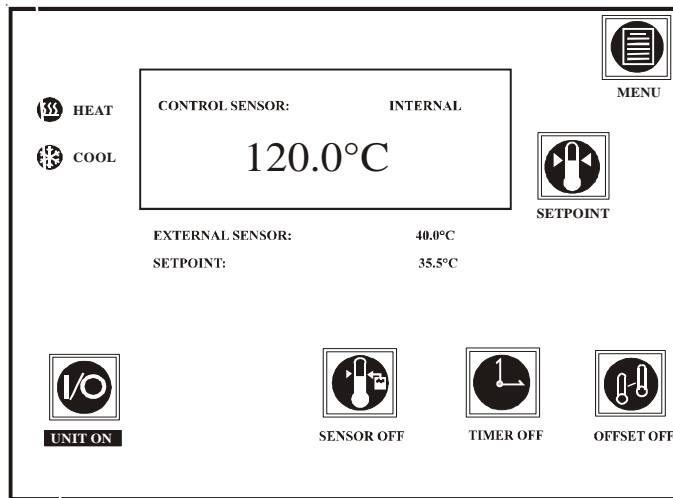 MENU
HEAT
CONTROL SENSOR: INTERNAL
COOL
120.0°C
SETPOINT
EXTERNAL SENSOR: 40.0°C
SETPOINT: 35.5°C
I/O
UNIT ON
SENSOR OFF
TIMER OFF
OFFSET OFF